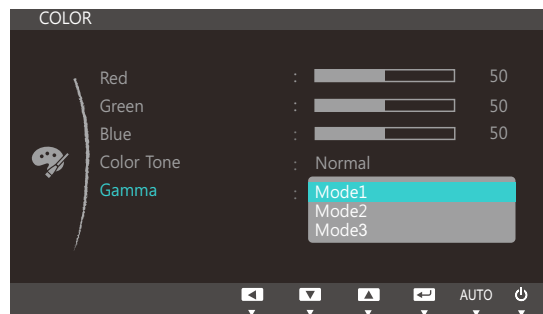 COLOR
Red : 50
Green : 50
Blue : 50
Color Tone : Normal
Gamma : Mode1
Mode2
Mode3
AUTO